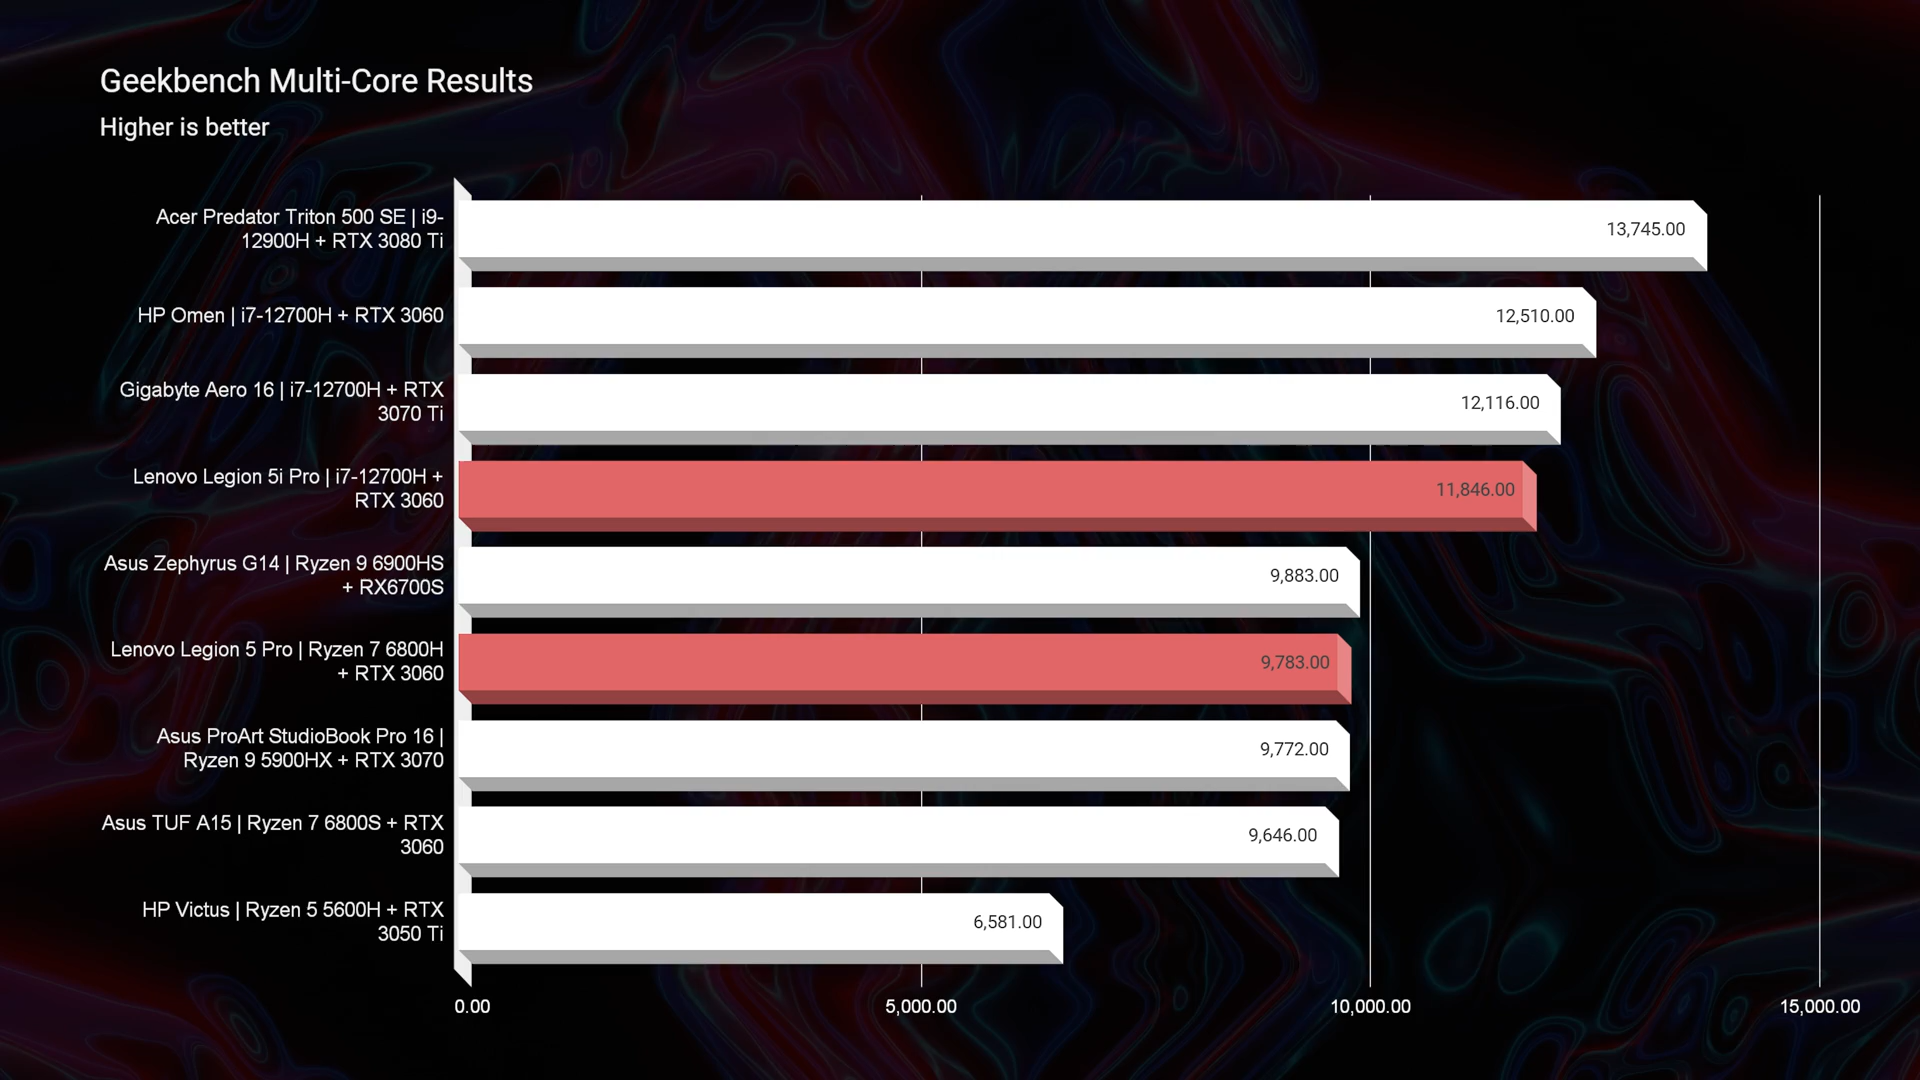 Geekbench Multi-Core Results
Higher is better
Acer Predator Triton 500 SE | i9-
12900H + RTX 3080 Ti
13,745.00
HP Omen | i7-12700H + RTX 3060
12,510.00
Gigabyte Aero 16 | i7-12700H + RTX
3070 Ti
12,116.00
Lenovo Legion 5i Pro | i7-12700H +
RTX 3060
11,846.00
Asus Zephyrus G14 | Ryzen 9 6900HS
+ RX6700S
9,883.00
Lenovo Legion 5 Pro | Ryzen 7 6800H
+ RTX 3060
9,783.00
Asus ProArt StudioBook Pro 16 |
Ryzen 9 5900HX + RTX 3070
9,772.00
Asus TUF A15 | Ryzen 7 6800S + RTX
3060
9,646.00
HP Victus | Ryzen 5 5600H + RTX
3050 Ti
6,581.00
0.00 5,000.00 10,000.00 15,000.00